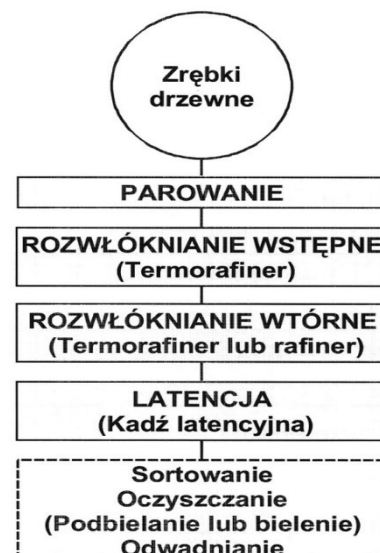 Zrębki
drzewne
PAROWANIE
ROZWŁÓKNIANIE WSTĘPNE
(Termorafiner)
ROZWŁÓKNIANIE WTÓRNE
(Termorafiner lub rafiner)
LATENCJA
(Kadź latencyjna)
Sortowanie
Oczyszczanie
(Podbielanie lub bielenie)
Odwadnianie